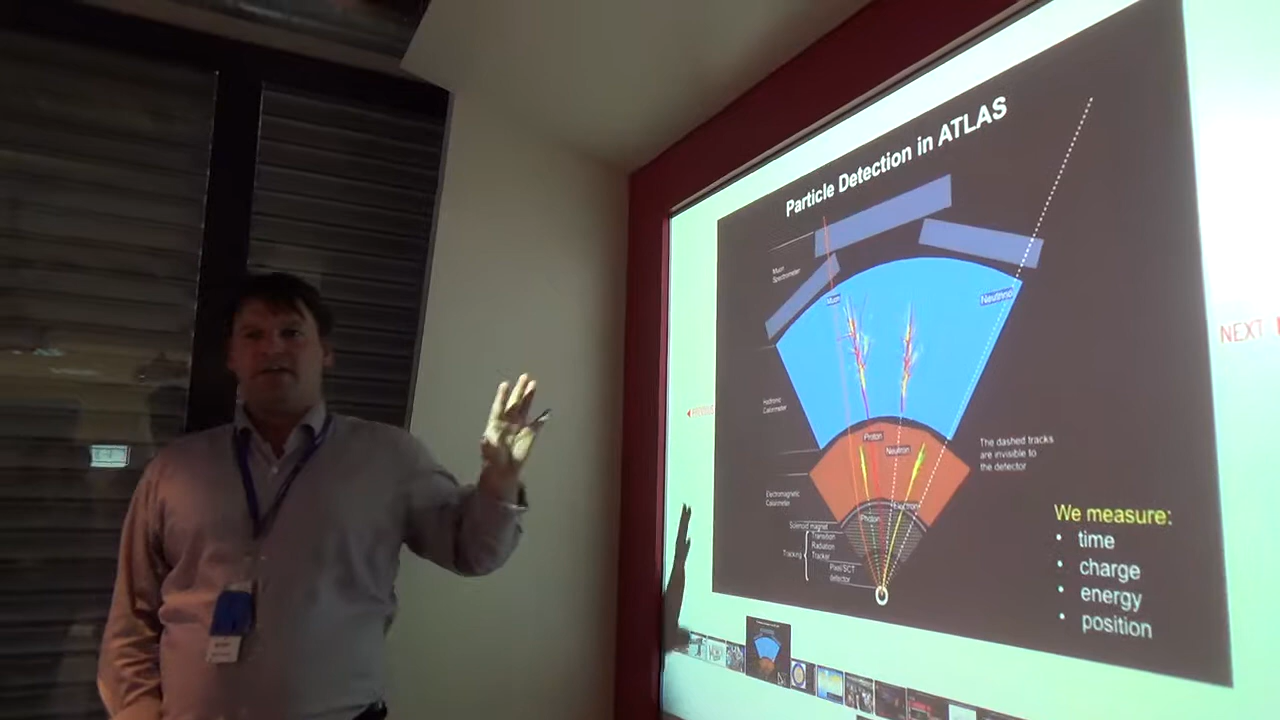 Particle Detection in ATLAS
Muon
Spectrometer
Muon
Neutrino
NEXT
Hadronic
Calorimeter
Proton
Neutron
The dashed tracks
are invisible to
the detector
Electromagnetic
Calorimeter
Electron
Photon
Solenoid magnet
Transition
Radiation
Tracker
Tracking
Pixel/SCT
detector
We measure:
• time
• charge
• energy
• position